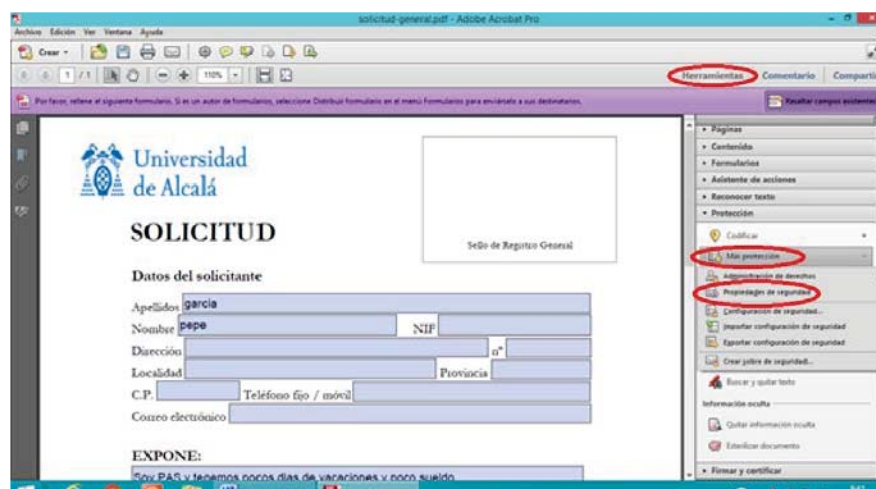 solicitud-general.pdf - Adobe Acrobat Pro
Archivo Edición Ver Ventana Ayuda
Crear
1 / 1 110%
Herramientas Comentario Comparti
Por favor, rellene el siguiente formulario. Si es un autor de formularios, seleccione Distribuir formulario en el menú Formularios para enviárselo a sus destinatarios.
Resaltar campos existentes
Universidad
de Alcalá
SOLICITUD
Sello de Registro General
Datos del solicitante
Apellidos garcia
Nombre pepe NIF
Dirección nº
Localidad Provincia
C.P. Teléfono fijo / móvil
Correo electrónico
EXPONE:
Soy PAS y tenemos pocos dias de vacaciones y poco sueldo
Páginas
Contenido
Formularios
Asistente de acciones
Reconocer texto
Protección
Codificar
Más protección
Administración de derechos
Propiedades de seguridad
Configuración de seguridad...
Importar configuración de seguridad
Exportar configuración de seguridad
Crear sobre de seguridad...
Buscar y quitar texto
Información oculta
Quitar información oculta
Esterilizar documento
Firmar y certificar